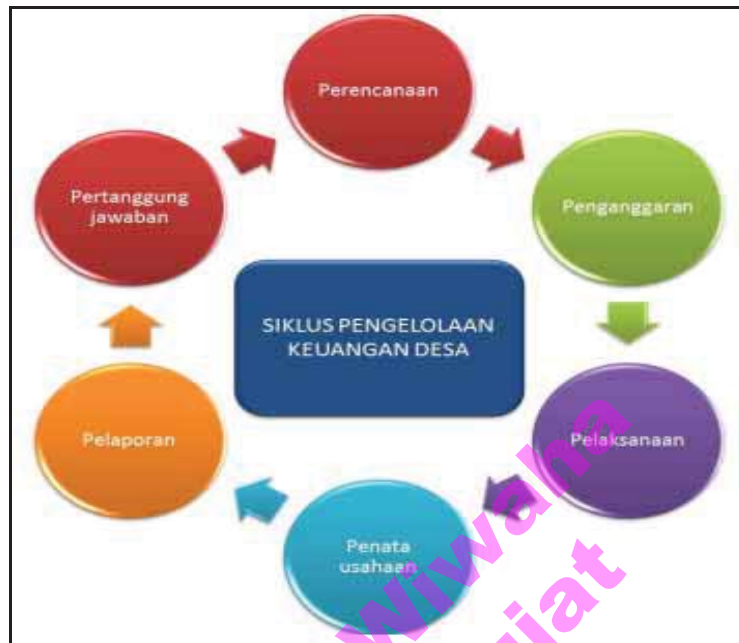 Perencanaan
Penganggaran
Pelaksanaan
Penata
usahaan
Pelaporan
Pertanggung
jawaban
SIKLUS PENGELOLAAN
KEUANGAN DESA